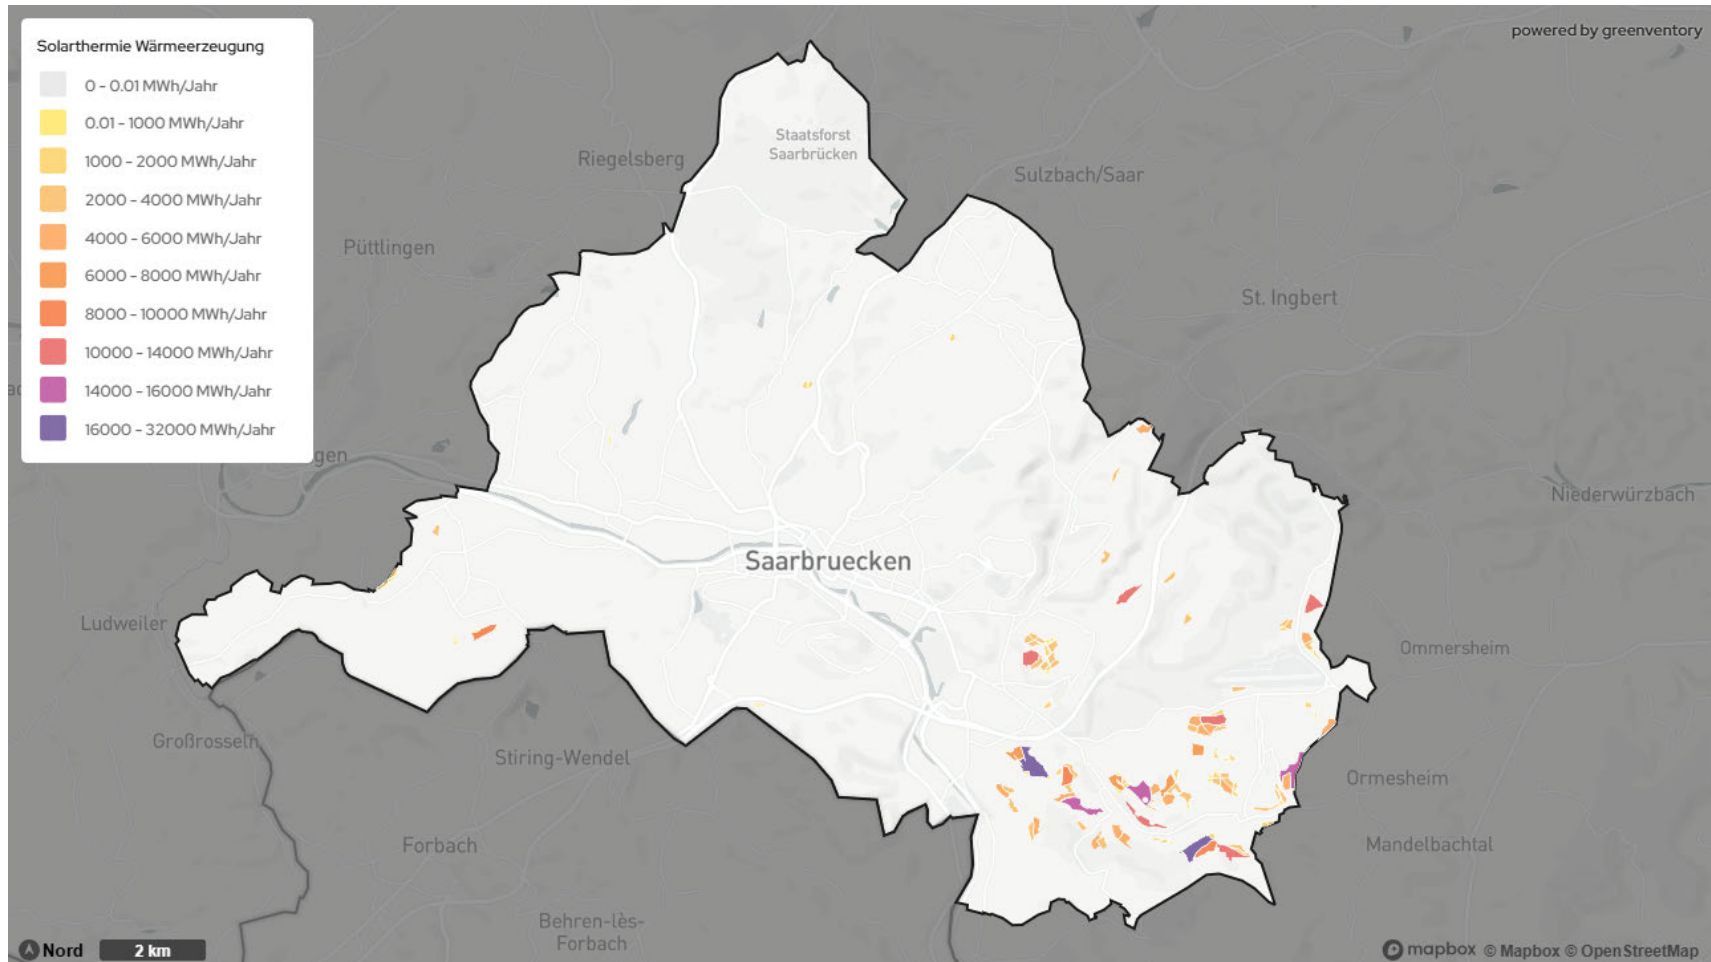 Solarthermie Wärmeerzeugung
0 - 0.01 MWh/Jahr
0.01 - 1000 MWh/Jahr
1000 - 2000 MWh/Jahr
2000 - 4000 MWh/Jahr
4000 - 6000 MWh/Jahr
6000 - 8000 MWh/Jahr
8000 - 10000 MWh/Jahr
10000 - 14000 MWh/Jahr
14000 - 16000 MWh/Jahr
16000 - 32000 MWh/Jahr
powered by greenventory
Staatsforst
Saarbrücken
Riegelsberg
Sulzbach/Saar
Püttlingen
St. Ingbert
gen
Niederwürzbach
Saarbruecken
Ludweiler
Ommersheim
Großrosseln
Stiring-Wendel
Ormesheim
Forbach
Mandelbachtal
Behren-lès-
Forbach
Nord
2 km
mapbox © Mapbox © OpenStreetMap